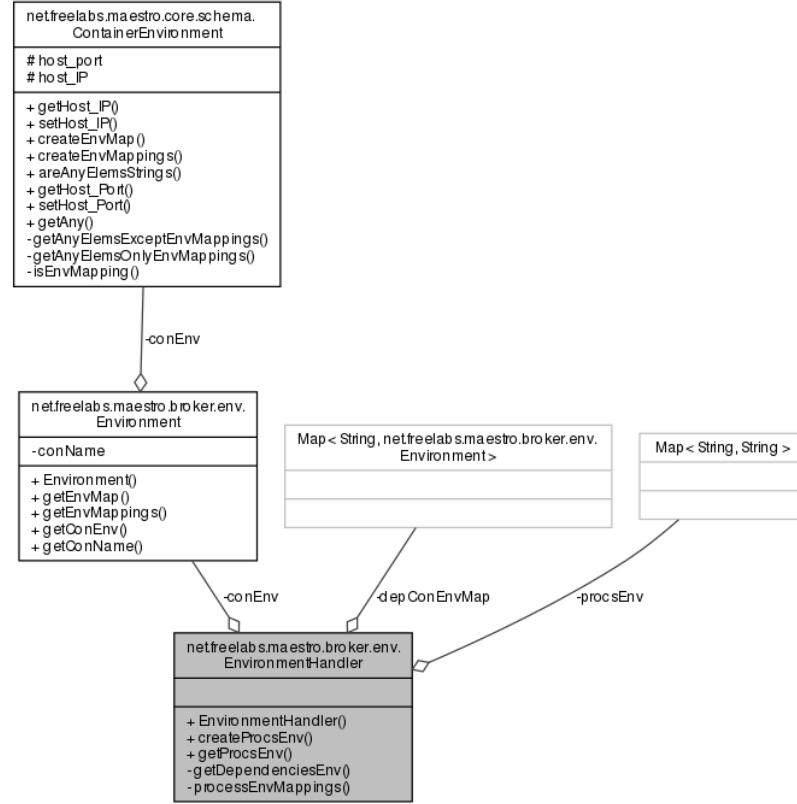 net.freelabs.maestro.core.schema.
ContainerEnvironment
# host_port
# host_IP
+ getHost_IP()
+ setHost_IP()
+ createEnvMap()
+ createEnvMappings()
+ areAnyElemsStrings()
+ getHost_Port()
+ setHost_Port()
+ getAny()
- getAnyElemsExceptEnvMappings()
- getAnyElemsOnlyEnvMappings()
- isEnvMapping()
-conEnv
net.freelabs.maestro.broker.env.
Environment
- conName
+ Environment()
+ getEnvMap()
+ getEnvMappings()
+ getConEnv()
+ getConName()
Map< String, net.freelabs.maestro.broker.env.
Environment >
Map< String, String >
-conEnv
-depConEnvMap
-procsEnv
net.freelabs.maestro.broker.env.
EnvironmentHandler
+ EnvironmentHandler()
+ createProcsEnv()
+ getProcsEnv()
- getDependenciesEnv()
- processEnvMappings()